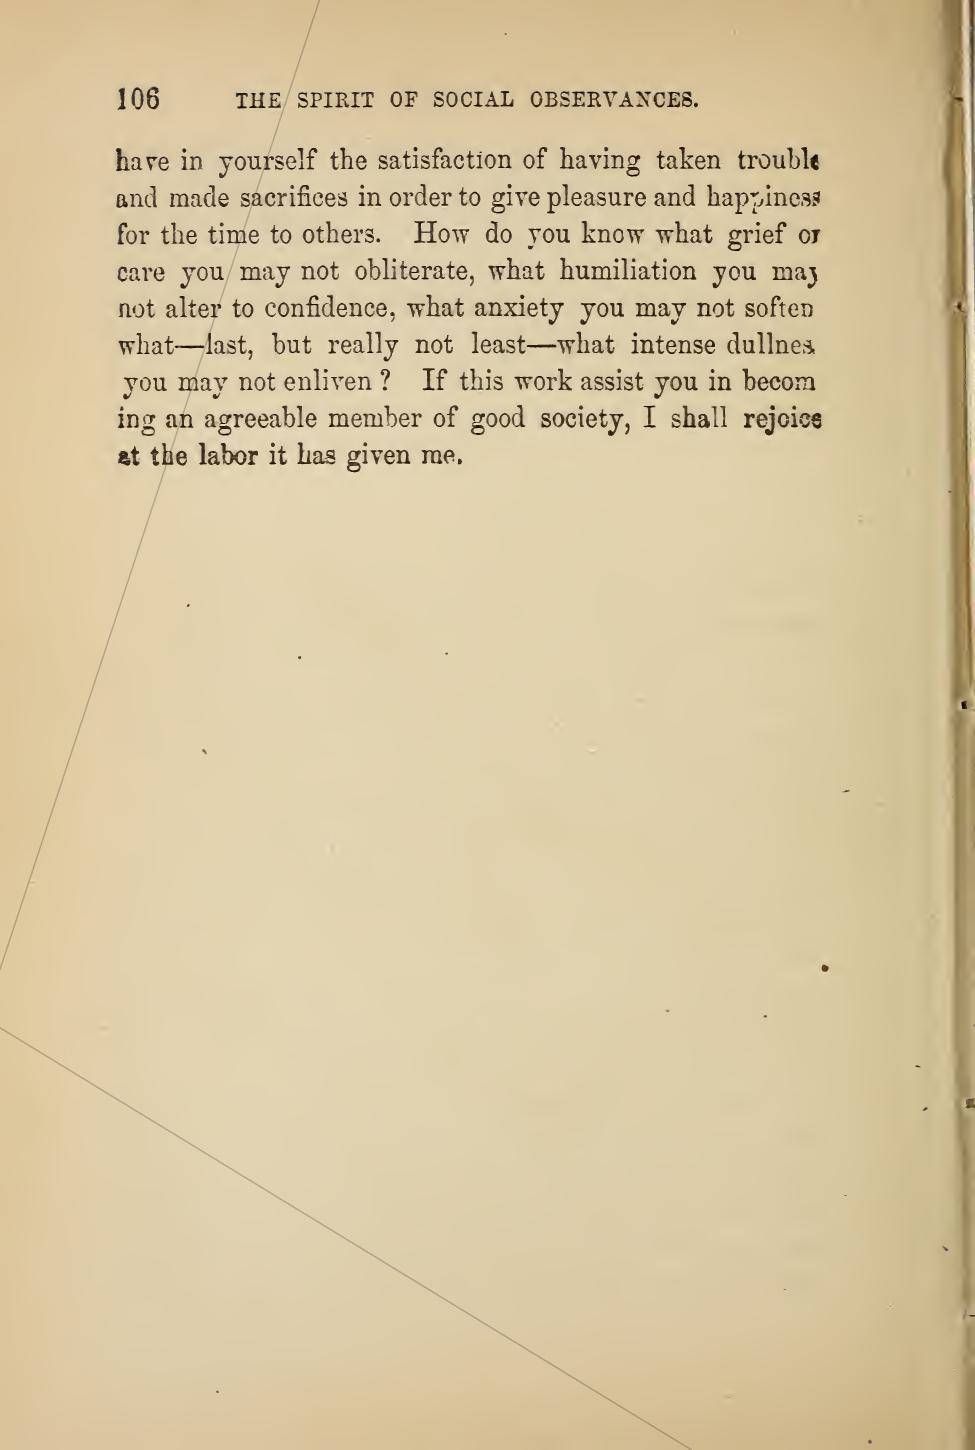 106 THE SPIRIT OF SOCIAL OBSERVANCES.
have in yourself the satisfaction of having taken trouble
and made sacrifices in order to give pleasure and happiness
for the time to others. How do you know what grief or
care you may not obliterate, what humiliation you may
not alter to confidence, what anxiety you may not soften
what—last, but really not least—what intense dullnes
you may not enliven ? If this work assist you in becom
ing an agreeable member of good society, I shall rejoice
at the labor it has given me.